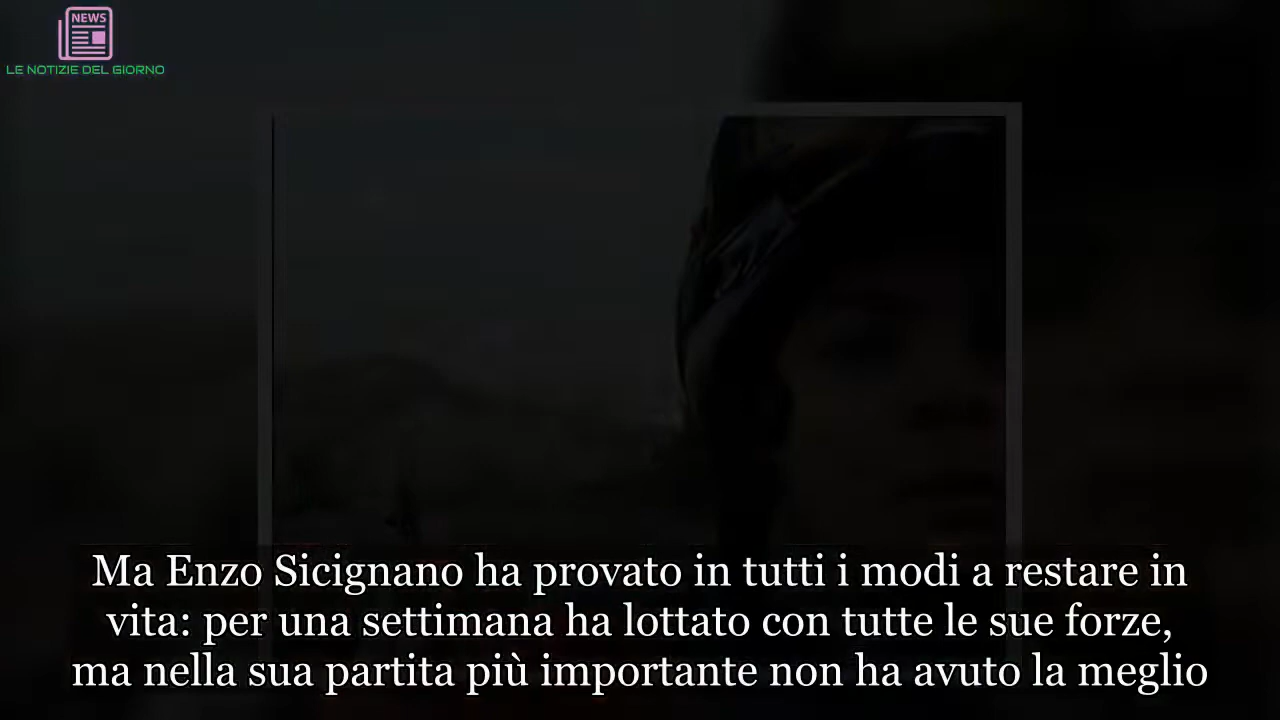 NEWS
LE NOTIZIE DEL GIORNO
Ma Enzo Sicignano ha provato in tutti i modi a restare in
vita: per una settimana ha lottato con tutte le sue forze,
ma nella sua partita più importante non ha avuto la meglio